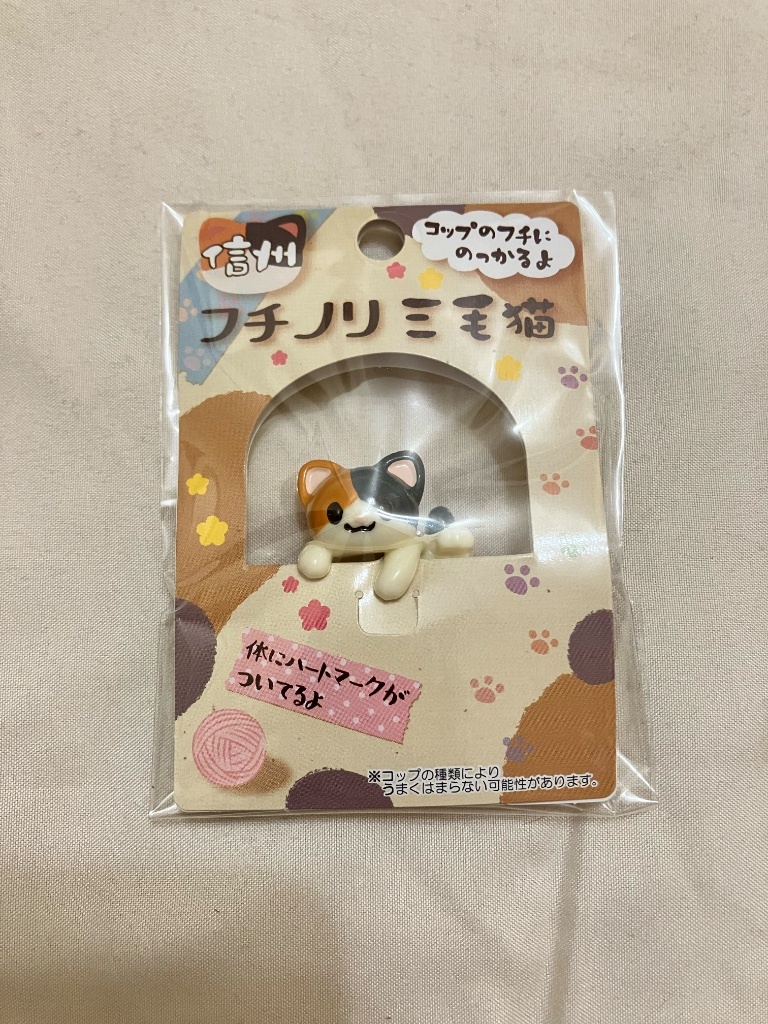 信州
コップのフチに
のっかるよ
フチノリ三毛猫
体にハートマークが
ついてるよ
※コップの種類により
うまくはまらない可能性があります。